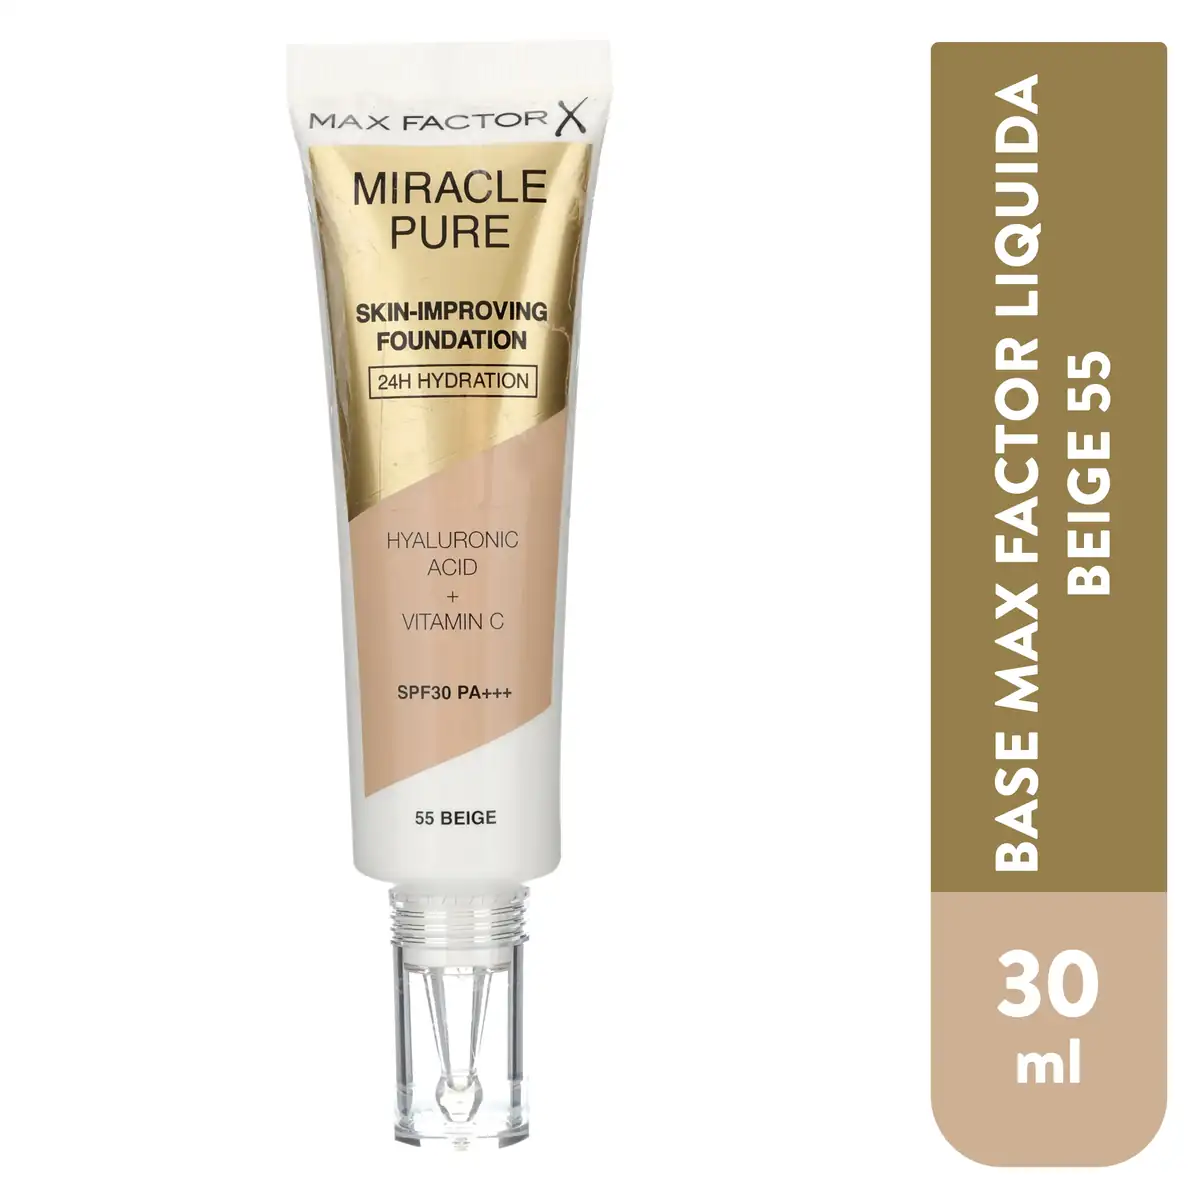 MAX FACTOR X
MIRACLE
PURE
SKIN-IMPROVING
FOUNDATION
24H HYDRATION
HYALURONIC
ACID
+
VITAMIN C
SPF30 PA+++
55 BEIGE
BASE MAX FACTOR LIQUIDA
BEIGE 55
30
ml